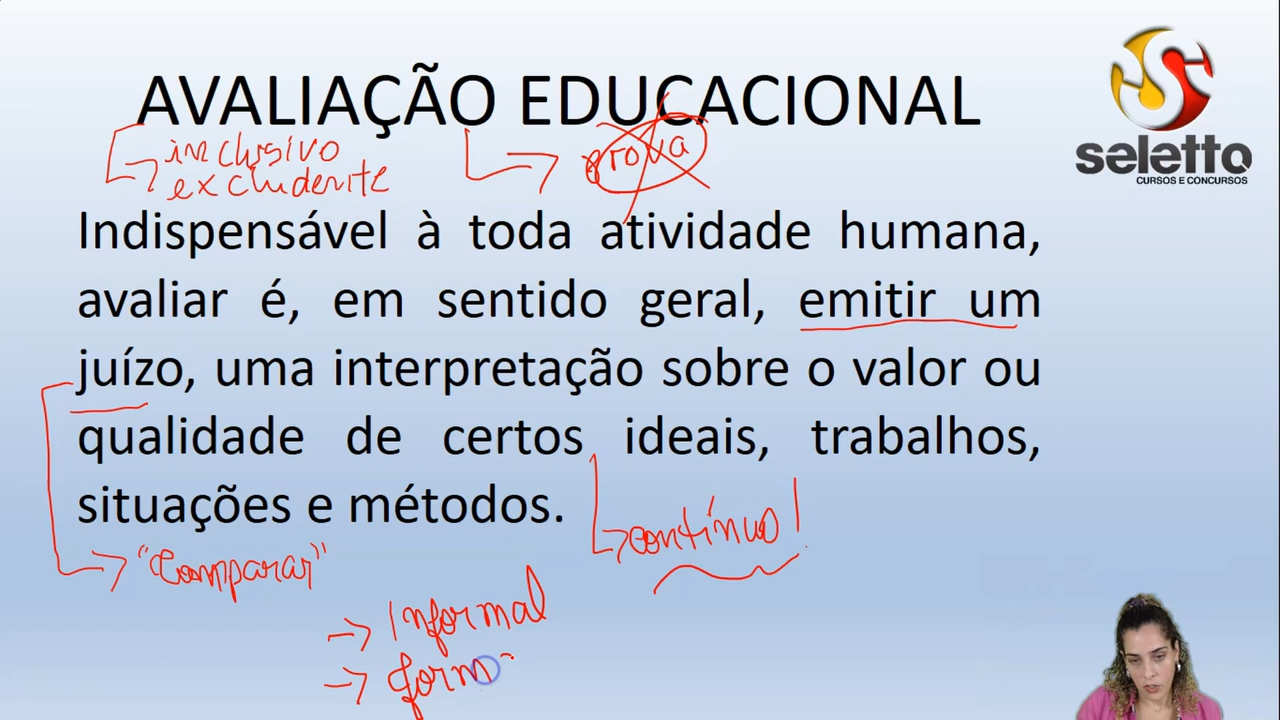 AVALIAÇÃO EDUCACIONAL
seletto
CURSOS E CONCURSOS
inclusivo
excludente
prova
Indispensável à toda atividade humana,
avaliar é, em sentido geral, emitir um
juízo, uma interpretação sobre o valor ou
qualidade de certos ideais, trabalhos,
situações e métodos.
contínuo!
"Comparar"
Informal
form